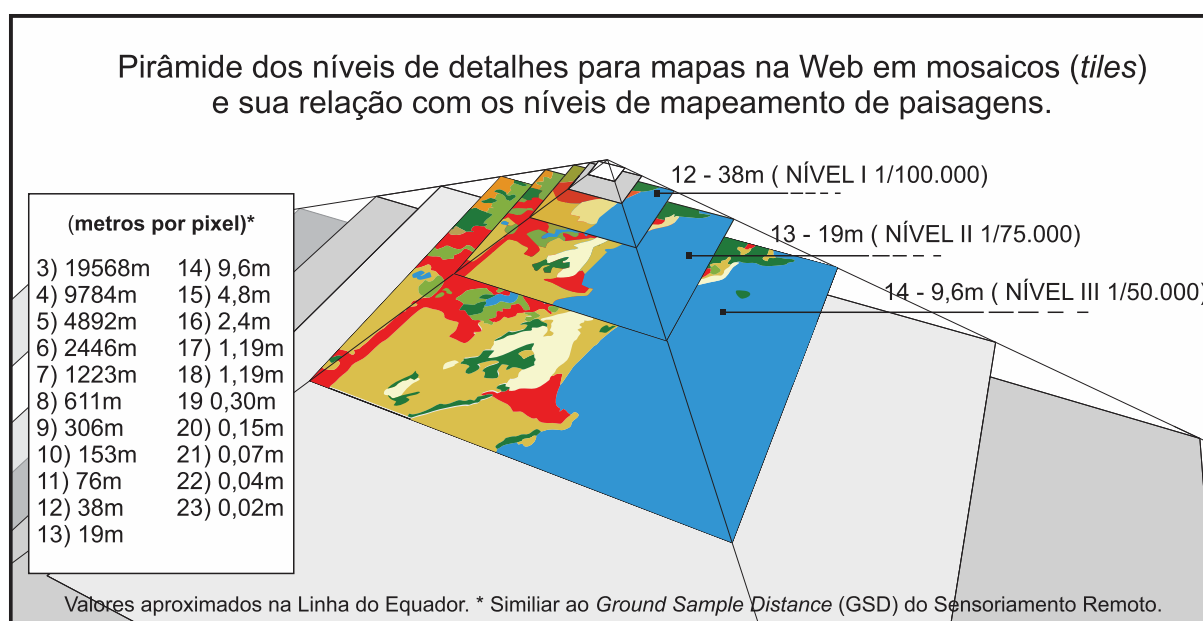 Pirâmide dos níveis de detalhes para mapas na Web em mosaicos (tiles)
e sua relação com os níveis de mapeamento de paisagens.
12 - 38m ( NÍVEL I 1/100.000)
13 - 19m ( NÍVEL II 1/75.000)
14 - 9,6m ( NÍVEL III 1/50.000)
(metros por pixel)*
3) 19568m
4) 9784m
5) 4892m
6) 2446m
7) 1223m
8) 611m
9) 306m
10) 153m
11) 76m
12) 38m
13) 19m
14) 9,6m
15) 4,8m
16) 2,4m
17) 1,19m
18) 1,19m
19 0,30m
20) 0,15m
21) 0,07m
22) 0,04m
23) 0,02m
Valores aproximados na Linha do Equador. * Similiar ao Ground Sample Distance (GSD) do Sensoriamento Remoto.